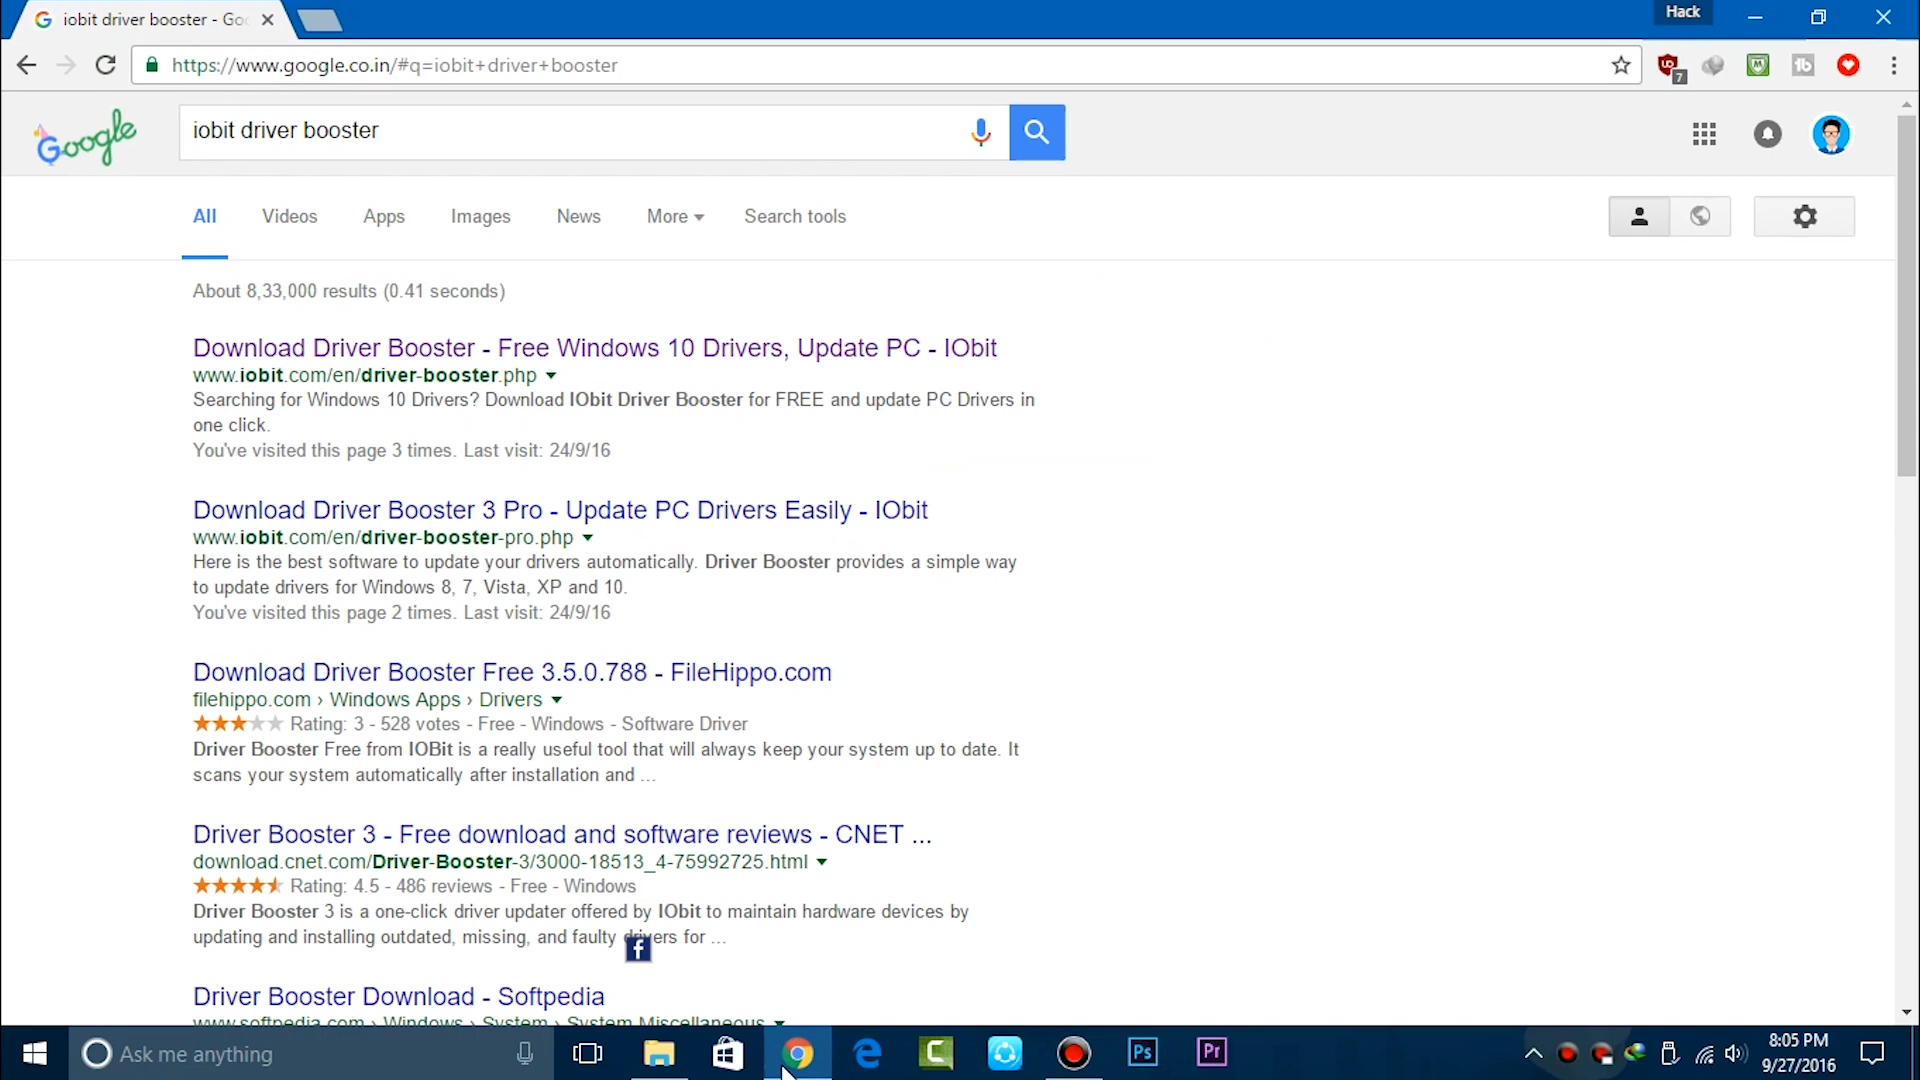 iobit driver booster - Goo
Hack
https://www.google.co.in/#q=iobit+driver+booster
7
Google
iobit driver booster
All Videos Apps Images News More Search tools
About 8,33,000 results (0.41 seconds)
Download Driver Booster - Free Windows 10 Drivers, Update PC - IObit
www.iobit.com/en/driver-booster.php
Searching for Windows 10 Drivers? Download IObit Driver Booster for FREE and update PC Drivers in
one click.
You've visited this page 3 times. Last visit: 24/9/16
Download Driver Booster 3 Pro - Update PC Drivers Easily - IObit
www.iobit.com/en/driver-booster-pro.php
Here is the best software to update your drivers automatically. Driver Booster provides a simple way
to update drivers for Windows 8, 7, Vista, XP and 10.
You've visited this page 2 times. Last visit: 24/9/16
Download Driver Booster Free 3.5.0.788 - FileHippo.com
filehippo.com › Windows Apps › Drivers
Rating: 3 - 528 votes - Free - Windows - Software Driver
Driver Booster Free from IOBit is a really useful tool that will always keep your system up to date. It
scans your system automatically after installation and ...
Driver Booster 3 - Free download and software reviews - CNET ...
download.cnet.com/Driver-Booster-3/3000-18513_4-75992725.html
Rating: 4.5 - 486 reviews - Free - Windows
Driver Booster 3 is a one-click driver updater offered by IObit to maintain hardware devices by
updating and installing outdated, missing, and faulty drivers for ...
f
Driver Booster Download - Softpedia
www.softpedia.com › Windows › System › System Miscellaneous
Ask me anything
Ps
Pr
8:05 PM
9/27/2016